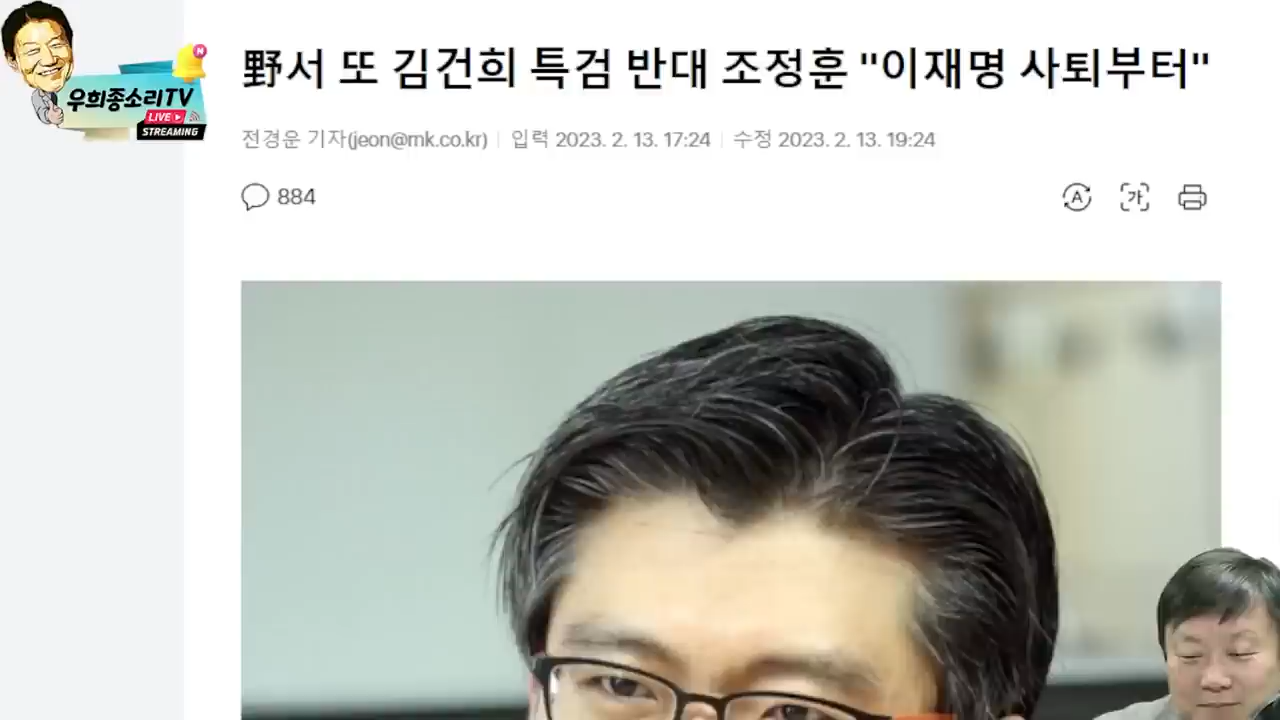 우희종소리TV
LIVE
STREAMING
N
野서 또 김건희 특검 반대 조정훈 "이재명 사퇴부터"
전경운 기자(jeon@mk.co.kr) 입력 2023. 2. 13. 17:24 수정 2023. 2. 13. 19:24
884
A
가